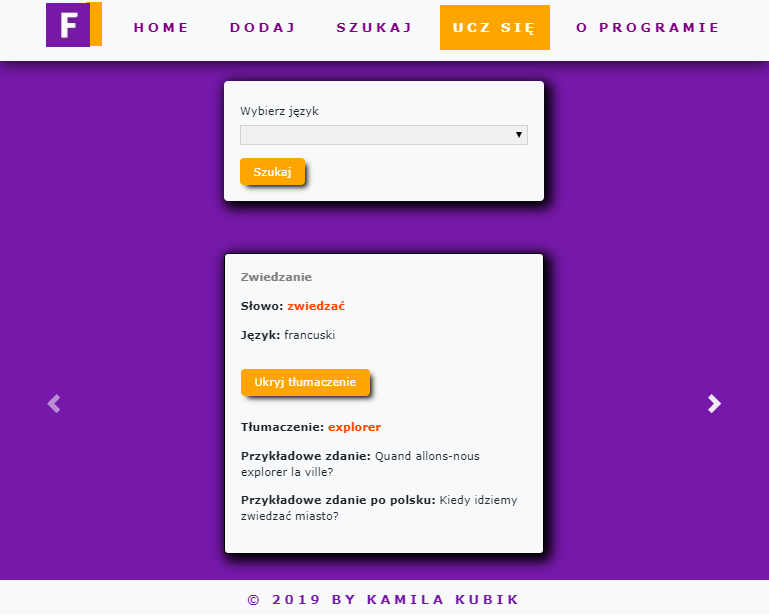 F
HOME DODAJ SZUKAJ UCZ SIĘ O PROGRAMIE
Wybierz język
Szukaj
Zwiedzanie
Słowo: zwiedzać
Język: francuski
Ukryj tłumaczenie
Tłumaczenie: explorer
Przykładowe zdanie: Quand allons-nous
explorer la ville?
Przykładowe zdanie po polsku: Kiedy idziemy
zwiedzać miasto?
© 2019 BY KAMILA KUBIK